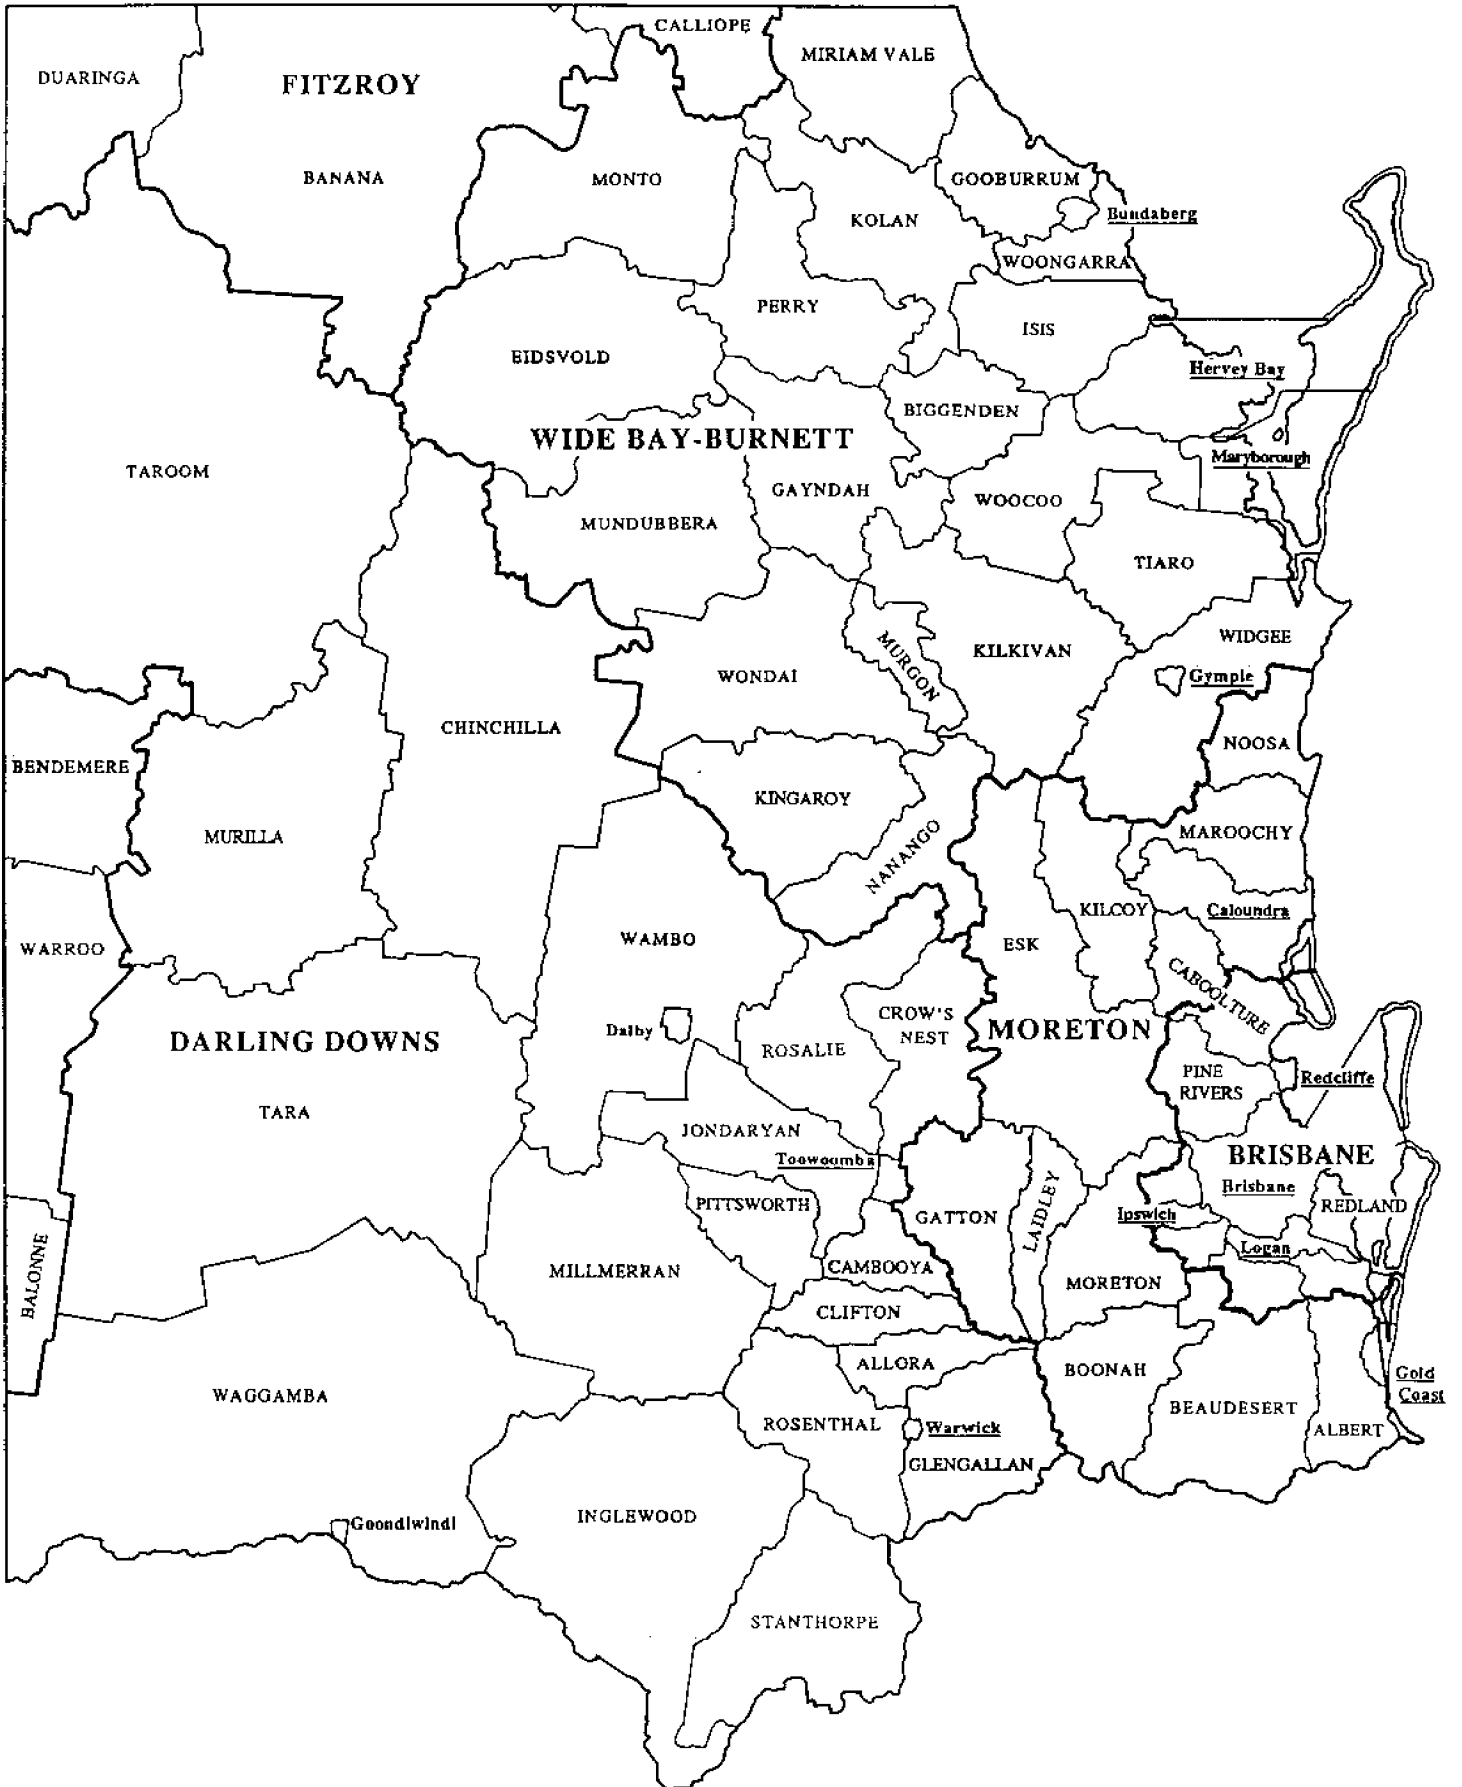 CALLIOPE
MIRIAM VALE
DUARINGA
FITZROY
BANANA
MONTO
GOOBURRUM
KOLAN
Bundaberg
WOONGARRA
PERRY
ISIS
EIDSVOLD
Hervey Bay
BIGGENDEN
WIDE BAY-BURNETT
Maryborough
TAROOM
GAYNDAH
WOOCOO
MUNDUBBERA
TIARO
WIDGEE
KILKIVAN
MURGON
WONDAI
Gympie
CHINCHILLA
NOOSA
BENDEMERE
KINGAROY
MURILLA
MAROOCHY
NANANGO
KILCOY
Caloundra
WAMBO
ESK
WARROO
CABOOLTURE
CROW'S
NEST
Dalby
MORETON
DARLING DOWNS
ROSALIE
PINE
RIVERS
Redcliffe
TARA
JONDARYAN
Toowoomba
BRISBANE
Brisbane
PITTSWORTH
REDLAND
GATTON
LAIDLEY
Ipswich
Logan
BALONNE
MILLMERRAN
CAMBOOYA
MORETON
CLIFTON
ALLORA
BOONAH
Gold
Coast
WAGGAMBA
BEAUDESERT
ROSENTHAL
Warwick
ALBERT
GLENGALLAN
INGLEWOOD
Goondiwindi
STANTHORPE